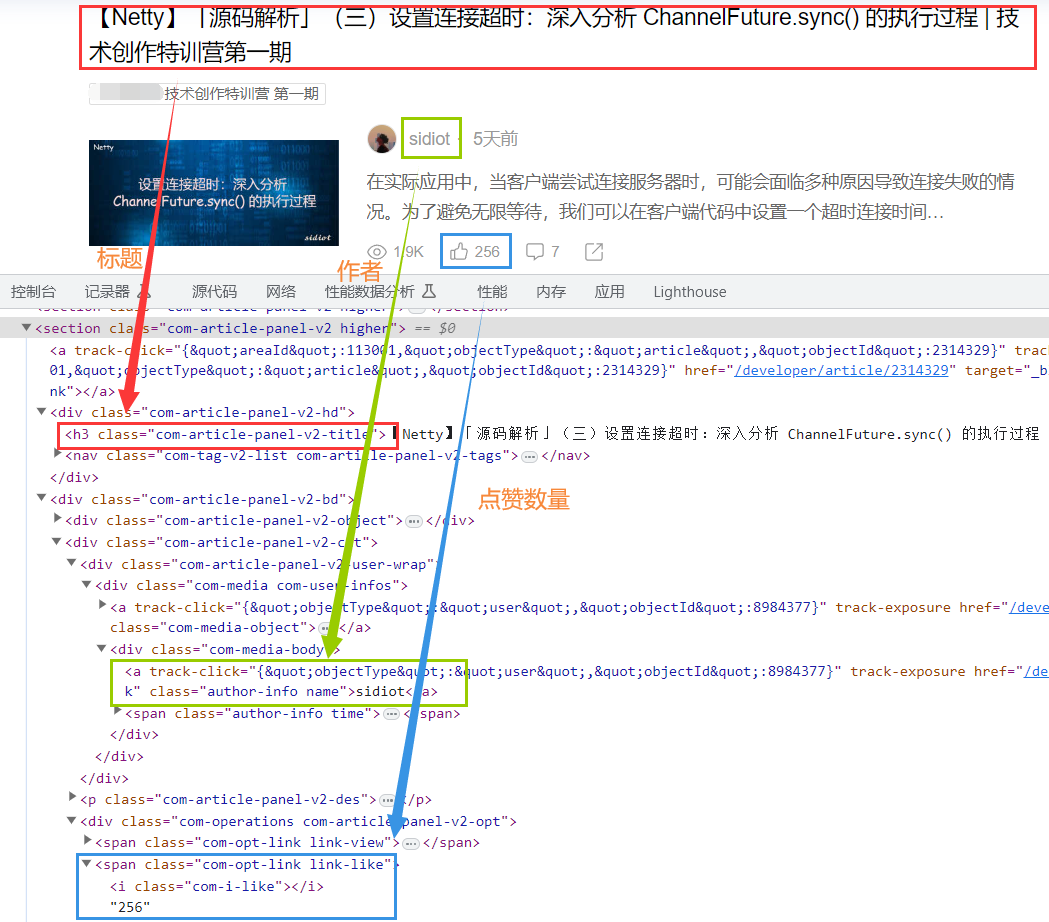 【Netty】「源码解析」（三）设置连接超时：深入分析 ChannelFuture.sync() 的执行过程 | 技
术创作特训营第一期
技术创作特训营 第一期
Netty
设置连接超时：深入分析
ChannelFuture.sync() 的执行过程
sidiot
sidiot · 5天前
在实际应用中，当客户端尝试连接服务器时，可能会面临多种原因导致连接失败的情
况。为了避免无限等待，我们可以在客户端代码中设置一个超时连接时间...
1.9K 256 7
标题
作者
控制台 记录器 源代码 网络 性能数据分析 性能 内存 应用 Lighthouse
<section class="com-article-panel-v2 higher"> … </section>
<section class="com-article-panel-v2 higher"> == $0
<a track-click="{&quot;areaId&quot;:113001,&quot;objectType&quot;:&quot;article&quot;,&quot;objectId&quot;:2314329}" trac
01,&quot;objectType&quot;:&quot;article&quot;,&quot;objectId&quot;:2314329}" href="/developer/article/2314329" target="_b
nk"></a>
<div class="com-article-panel-v2-hd">
<h3 class="com-article-panel-v2-title">【Netty】「源码解析」（三）设置连接超时：深入分析 ChannelFuture.sync() 的执行过程
<nav class="com-tag-v2-list com-article-panel-v2-tags"> … </nav>
</div>
<div class="com-article-panel-v2-bd">
点赞数量
<div class="com-article-panel-v2-object"> … </div>
<div class="com-article-panel-v2-cnt">
<div class="com-article-panel-v2-user-wrap">
<div class="com-media com-user-infos">
<a track-click="{&quot;objectType&quot;:&quot;user&quot;,&quot;objectId&quot;:8984377}" track-exposure href="/deve
class="com-media-object"> … </a>
<div class="com-media-body">
<a track-click="{&quot;objectType&quot;:&quot;user&quot;,&quot;objectId&quot;:8984377}" track-exposure href="/de
k" class="author-info name">sidiot</a>
<span class="author-info time"> … </span>
</div>
</div>
</div>
<p class="com-article-panel-v2-des"> … </p>
<div class="com-operations com-article-panel-v2-opt">
<span class="com-opt-link link-view"> … </span>
<span class="com-opt-link link-like">
<i class="com-i-like"></i>
"256"